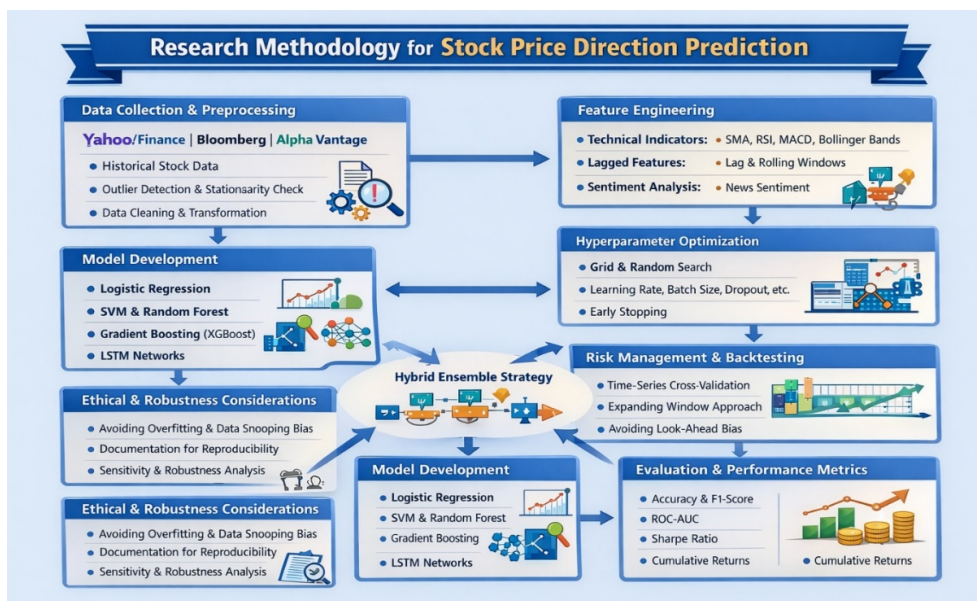 Research Methodology for Stock Price Direction Prediction
Data Collection & Preprocessing
Yahoo!Finance | Bloomberg | Alpha Vantage
• Historical Stock Data
• Outlier Detection & Stationsarity Check
• Data Cleaning & Transformation
Feature Engineering
• Technical Indicators: • SMA, RSI, MACD, Bollinger Bands
• Lagged Features: • Lag & Rolling Windows
• Sentiment Analysis: • News Sentiment
Model Development
• Logistic Regression
• SVM & Random Forest
• Gradient Boosting (XGBoost)
• LSTM Networks
Hyperparameter Optimization
• Grid & Random Search
• Learning Rate, Batch Size, Dropout, etc.
• Early Stopping
Hybrid Ensemble Strategy
Risk Management & Backtesting
• Time-Series Cross-Validation
• Expanding Window Approach
• Avoiding Look-Ahead Bias
Ethical & Robustness Considerations
• Avoiding Overfitting & Data Snooping Bias
• Documentation for Reproducibility
• Sensitivity & Robustness Analysis
Ethical & Robustness Considerations
• Avoiding Overfitting & Data Snooping Bias
• Documentation for Reproducibility
• Sensitivity & Robustness Analysis
Model Development
• Logistic Regression
• SVM & Random Forest
• Gradient Boosting
• LSTM Networks
Evaluation & Performance Metrics
• Accuracy & F1-Score
• ROC-AUC
• Sharpe Ratio
• Cumulative Returns
• Cumulative Returns